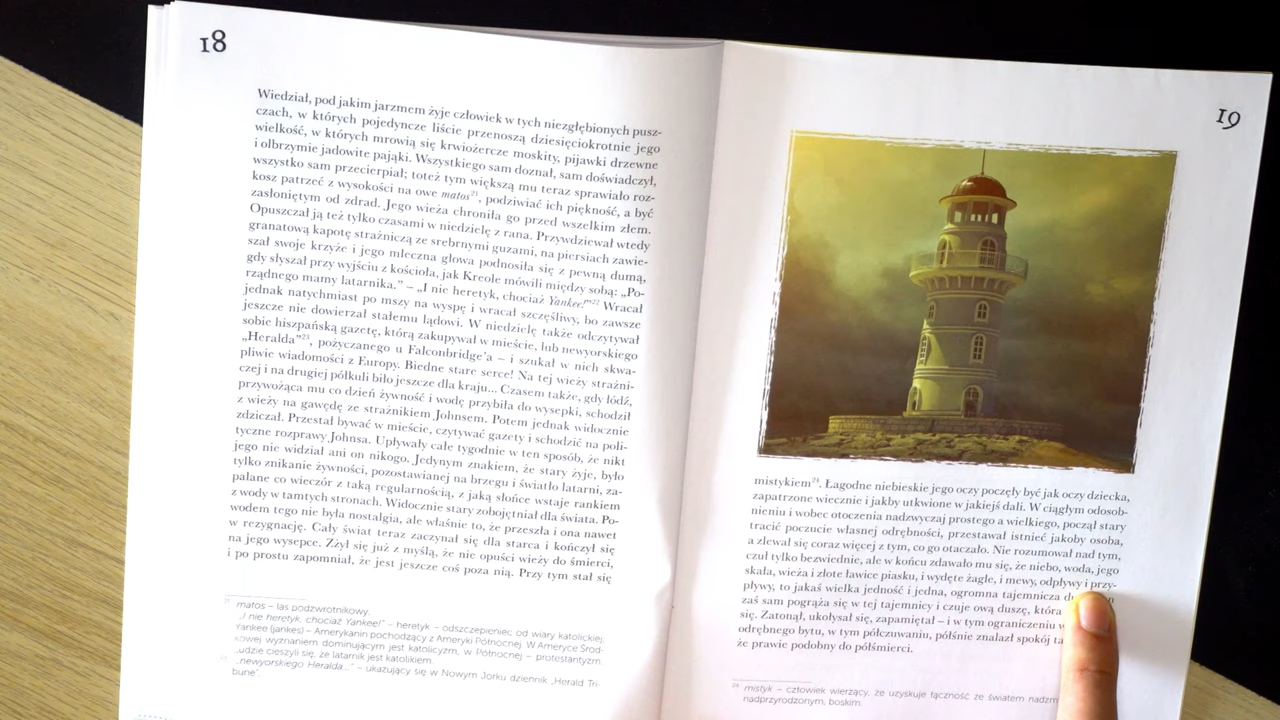 18
Wiedział, pod jakim jarzmem żyje człowiek w tych niezgłębionych pusz-
czach, w których pojedyncze liście przenoszą dziesięciokrotnie jego
wielkość, w których mrowią się krwiożercze moskity, pijawki drzewne
i olbrzymie jadowite pająki. Wszystkiego sam doznał, sam doświadczył,
wszystko sam przecierpiał; toteż tym większą mu teraz sprawiało roz-
kosz patrzeć z wysokości na owe matos²¹, podziwiać ich piękność, a być
zasłoniętym od zdrad. Jego wieża chroniła go przed wszelkim złem.
Opuszczał ją też tylko czasami w niedzielę z rana. Przywdziewał wtedy
granatową kapotę strażniczą ze srebrnymi guzami, na piersiach zawie-
szał swoje krzyże i jego mleczna głowa podnosiła się z pewną dumą,
gdy słyszał przy wyjściu z kościoła, jak Kreole mówili między sobą: „Po-
rządnego mamy latarnika.” – „I nie heretyk, chociaż Yankee!”²² Wracał
jednak natychmiast po mszy na wyspę i wracał szczęśliwy, bo zawsze
jeszcze nie dowierzał stałemu lądowi. W niedzielę także odczytywał
sobie hiszpańską gazetę, którą zakupywał w mieście, lub newyorskiego
„Heralda”²³, pożyczanego u Falconbridge’a – i szukał w nich skwa-
pliwie wiadomości z Europy. Biedne stare serce! Na tej wieży strażni-
czej i na drugiej półkuli biło jeszcze dla kraju... Czasem także, gdy łódź,
przywożąca mu co dzień żywność i wodę przybiła do wysepki, schodził
z wieży na gawędę ze strażnikiem Johnsem. Potem jednak widocznie
zdziczał. Przestał bywać w mieście, czytywać gazety i schodzić na poli-
tyczne rozprawy Johnsa. Upływały całe tygodnie w ten sposób, że nikt
jego nie widział ani on nikogo. Jedynym znakiem, że stary żyje, było
tylko znikanie żywności, pozostawianej na brzegu i światło latarni, za-
palane co wieczór z taką regularnością, z jaką słońce wstaje rankiem
z wody w tamtych stronach. Widocznie stary zobojętniał dla świata. Po-
wodem tego nie była nostalgia, ale właśnie to, że przeszła i ona nawet
w rezygnację. Cały świat teraz zaczynał się dla starca i kończył się
na jego wysepce. Zżył się już z myślą, że nie opuści wieży do śmierci,
i po prostu zapomniał, że jest jeszcze coś poza nią. Przy tym stał się
matos – las podzwrotnikowy.
„I nie heretyk, chociaż Yankee!” – heretyk – odszczepieniec od wiary katolickiej;
Yankee (jankes) – Amerykanin pochodzący z Ameryki Północnej. W Ameryce Środ-
kowej wyznaniem dominującym jest katolicyzm, w Północnej – protestantyzm.
Ludzie cieszyli się, że latarnik jest katolikiem.
„newyorskiego Heralda...” – ukazujący się w Nowym Jorku dziennik „Herald Tri-
bune”.
19
mistykiem²⁴. Łagodne niebieskie jego oczy poczęły być jak oczy dziecka,
zapatrzone wiecznie i jakby utkwione w jakiejś dali. W ciągłym odosob-
nieniu i wobec otoczenia nadzwyczaj prostego a wielkiego, począł stary
tracić poczucie własnej odrębności, przestawał istnieć jakoby osoba,
a zlewał się coraz więcej z tym, co go otaczało. Nie rozumował nad tym,
czuł tylko bezwiednie, ale w końcu zdawało mu się, że niebo, woda, jego
skała, wieża i złote ławice piasku, i wydęte żagle, i mewy, odpływy i przy-
pływy, to jakaś wielka jedność i jedna, ogromna tajemnicza
zaś sam pogrąża się w tej tajemnicy i czuje ową duszę, która
się. Zatonął, ukołysał się, zapamiętał – i w tym ograniczeniu
odrębnego bytu, w tym półczuwaniu, półśnie znalazł spokój
że prawie podobny do półśmierci.
²⁴ mistyk – człowiek wierzący, że uzyskuje łączność ze światem
nadprzyrodzonym, boskim.